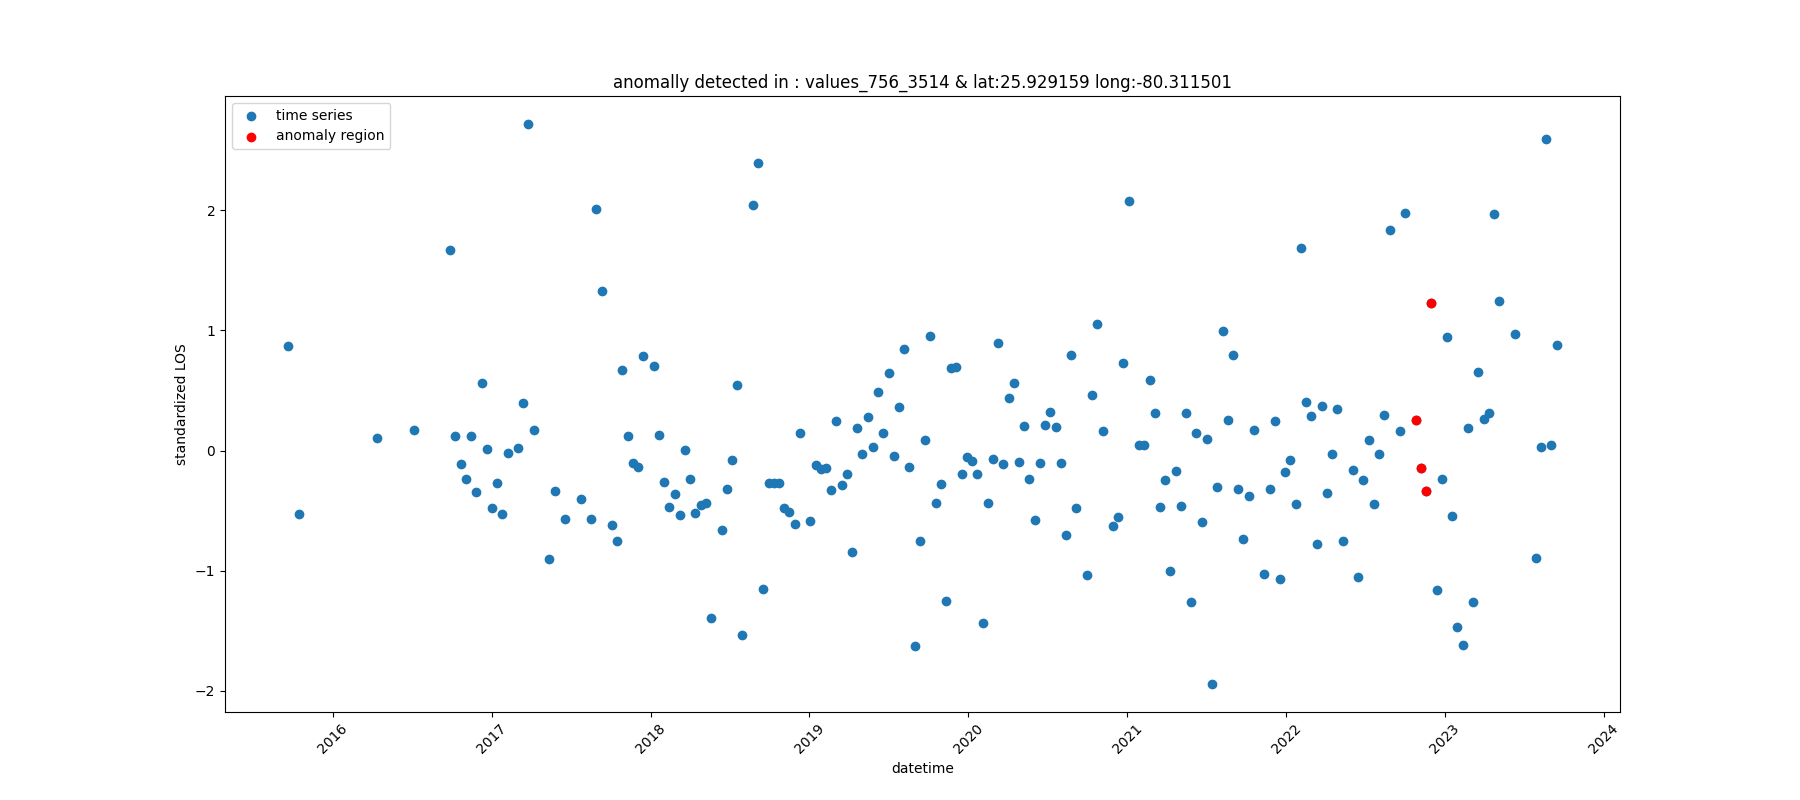 anomally detected in : values_756_3514 & lat:25.929159 long:-80.311501
time series
anomaly region
standardized LOS
2
1
0
−1
−2
2016
2017
2018
2019
2020
2021
2022
2023
2024
datetime